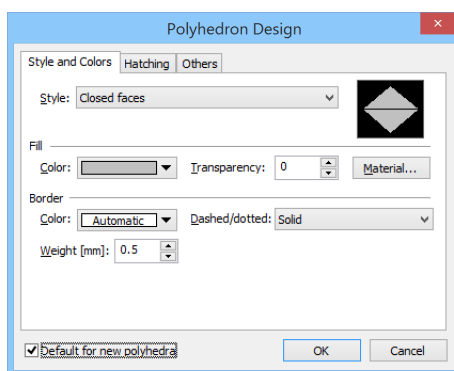 Polyhedron Design
Style and Colors Hatching Others
Style: Closed faces
Fill
Color: Transparency: 0 Material...
Border
Color: Automatic Dashed/dotted: Solid
Weight [mm]: 0.5
Default for new polyhedra OK Cancel